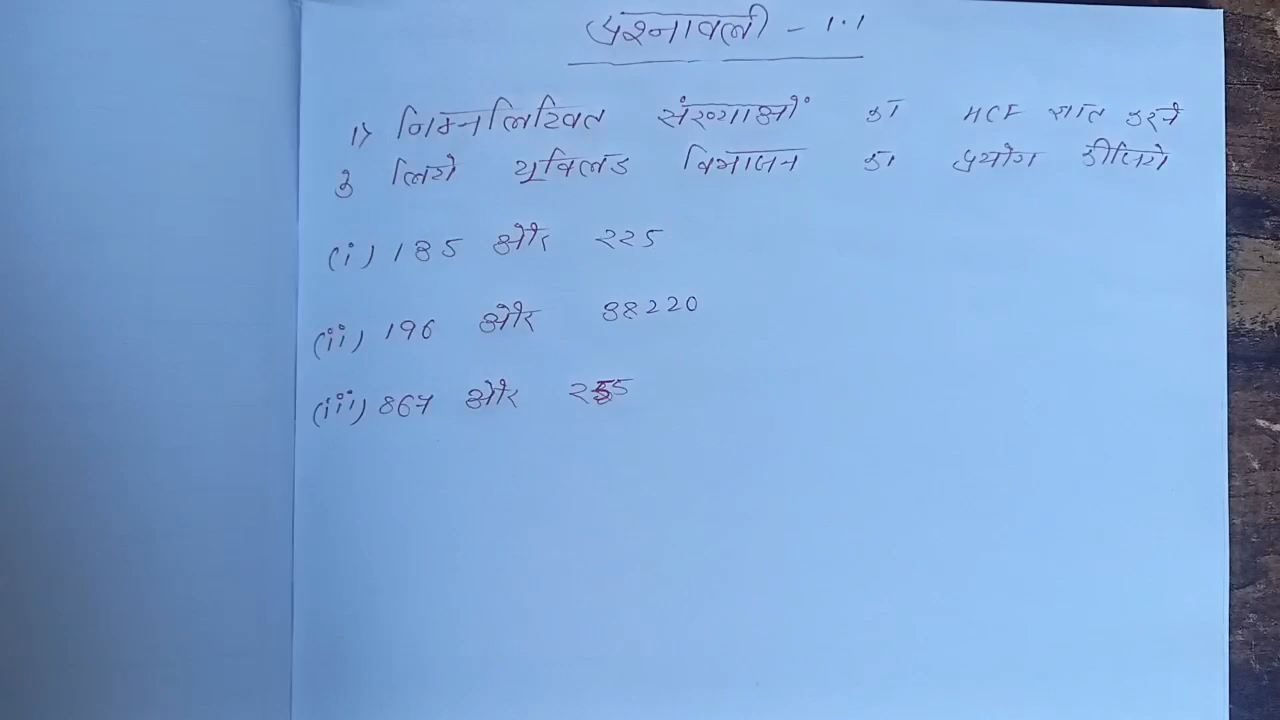 प्रश्नावली - 1.1
1) निम्नलिखित संख्याओं का HCF ज्ञात करने
के लिये यूक्लिड विभाजन का प्रयोग कीजिये
(i) 135 और 225
(ii) 196 और 38220
(iii) 867 और 255